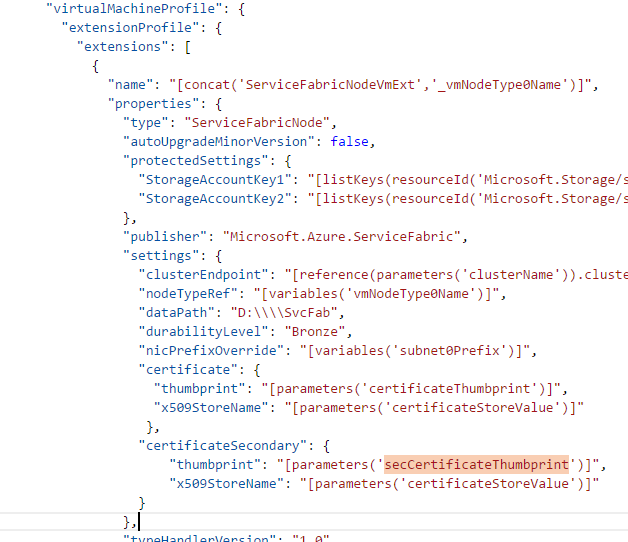 "virtualMachineProfile": {
"extensionProfile": {
"extensions": [
{
"name": "[concat('ServiceFabricNodeVmExt','_vmNodeType0Name')]",
"properties": {
"type": "ServiceFabricNode",
"autoUpgradeMinorVersion": false,
"protectedSettings": {
"StorageAccountKey1": "[listKeys(resourceId('Microsoft.Storage/s
"StorageAccountKey2": "[listKeys(resourceId('Microsoft.Storage/s
},
"publisher": "Microsoft.Azure.ServiceFabric",
"settings": {
"clusterEndpoint": "[reference(parameters('clusterName')).cluste
"nodeTypeRef": "[variables('vmNodeType0Name')]",
"dataPath": "D:\\\\SvcFab",
"durabilityLevel": "Bronze",
"nicPrefixOverride": "[variables('subnet0Prefix')]",
"certificate": {
"thumbprint": "[parameters('certificateThumbprint')]",
"x509StoreName": "[parameters('certificateStoreValue')]"
},
"certificateSecondary": {
"thumbprint": "[parameters('secCertificateThumbprint')]",
"x509StoreName": "[parameters('certificateStoreValue')]"
}
},
"typeHandlerVersion": "1.0"